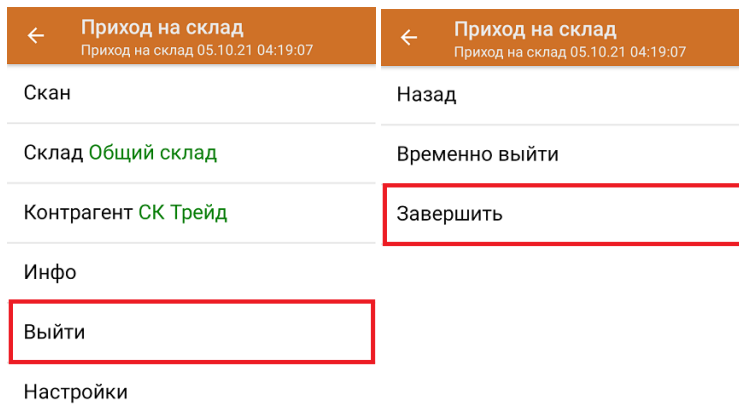 Приход на склад
Приход на склад 05.10.21 04:19:07
Скан
Склад Общий склад
Контрагент СК Трейд
Инфо
Выйти
Настройки
Приход на склад
Приход на склад 05.10.21 04:19:07
Назад
Временно выйти
Завершить